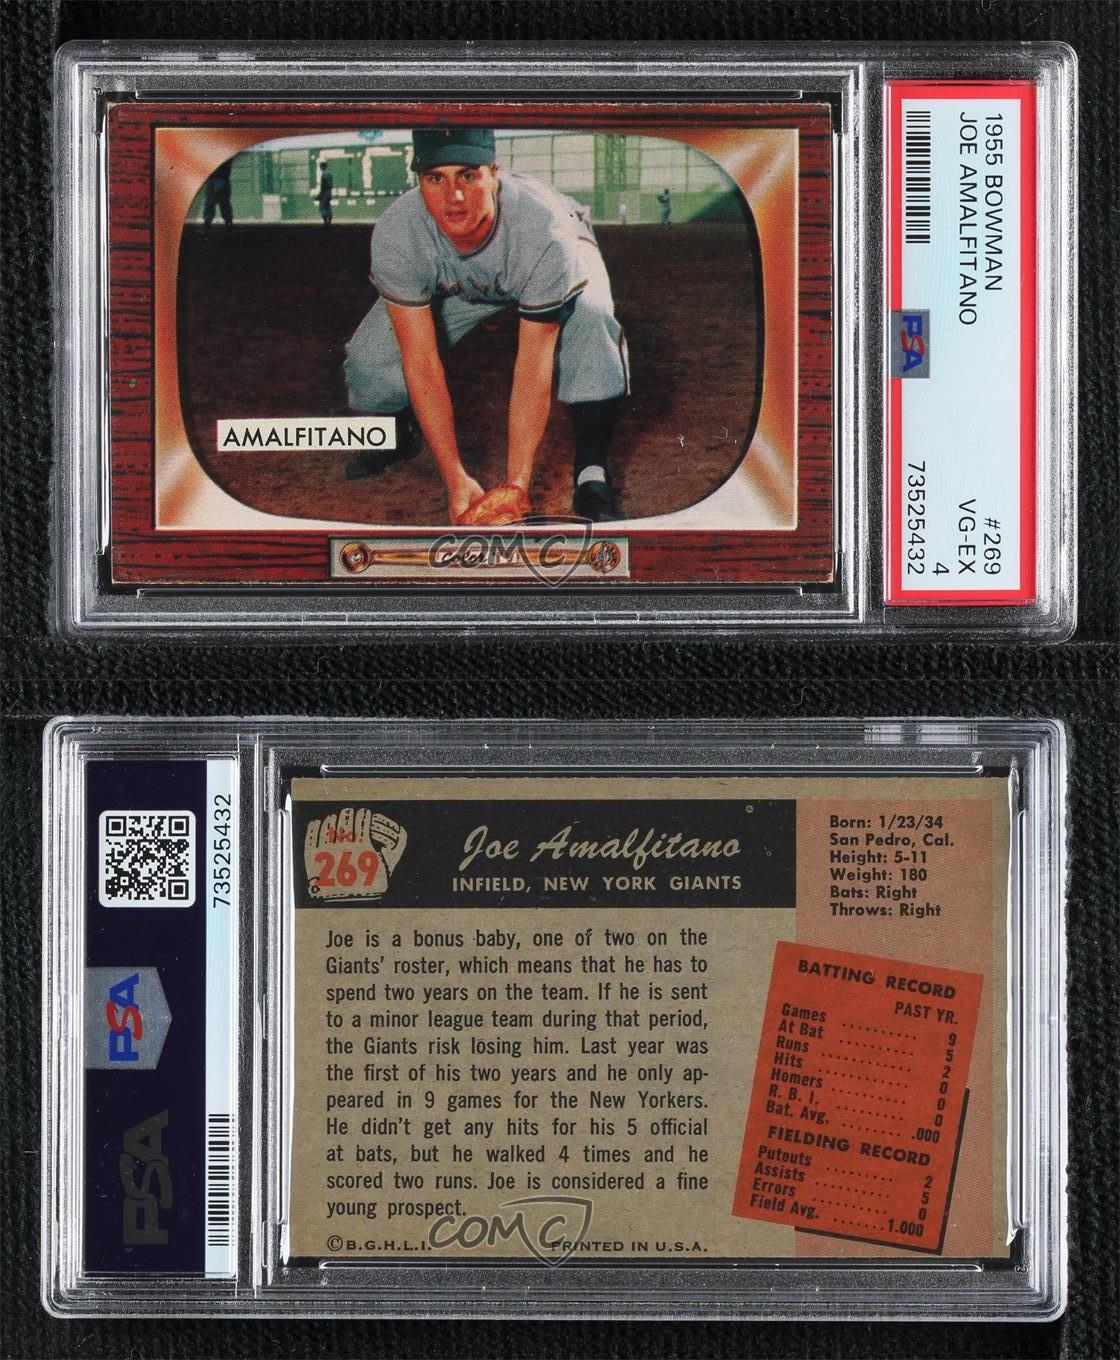 1955 BOWMAN
JOE AMALFITANO
#269
VG-EX
4
73525432
PSA
AMALFITANO
Color
COMC
73525432
PSA
PSA
No.
269
Joe Amalfitano
INFIELD, NEW YORK GIANTS
Born: 1/23/34
San Pedro, Cal.
Height: 5-11
Weight: 180
Bats: Right
Throws: Right
Joe is a bonus baby, one of two on the
Giants' roster, which means that he has to
spend two years on the team. If he is sent
to a minor league team during that period,
the Giants risk losing him. Last year was
the first of his two years and he only ap-
peared in 9 games for the New Yorkers.
He didn't get any hits for his 5 official
at bats, but he walked 4 times and he
scored two runs. Joe is considered a fine
young prospect.
BATTING RECORD
PAST YR.
Games .......... 9
At Bat .......... 5
Runs .......... 2
Hits .......... 0
Homers .......... 0
R. B. I. .......... 0
Bat. Avg. .......... .000
FIELDING RECORD
Putouts .......... 2
Assists .......... 5
Errors .......... 0
Field Avg. .......... 1.000
COMC
©B.G.H.L.I. PRINTED IN U.S.A.